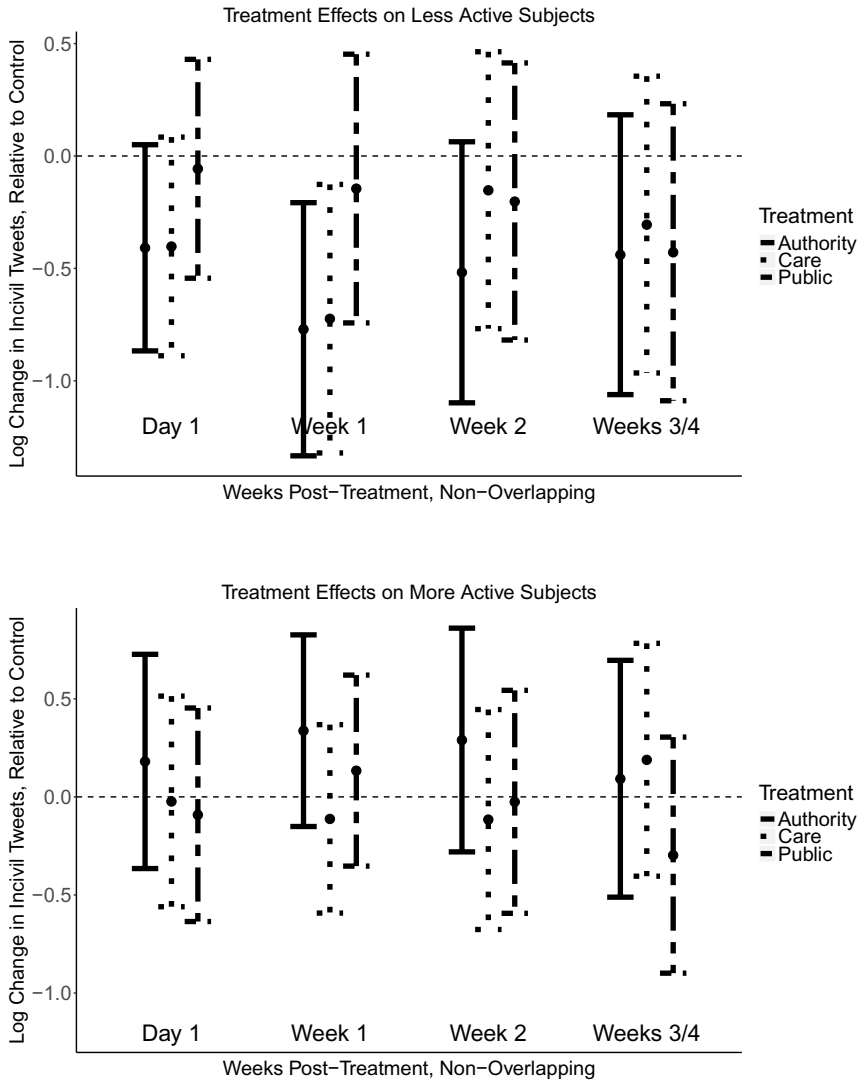 Treatment Effects on Less Active Subjects
Log Change in Incivil Tweets, Relative to Control
0.5
0.0
−0.5
−1.0
Day 1
Week 1
Week 2
Weeks 3/4
Weeks Post−Treatment, Non−Overlapping
Treatment
Authority
Care
Public
Treatment Effects on More Active Subjects
Log Change in Incivil Tweets, Relative to Control
0.5
0.0
−0.5
−1.0
Day 1
Week 1
Week 2
Weeks 3/4
Weeks Post−Treatment, Non−Overlapping
Treatment
Authority
Care
Public